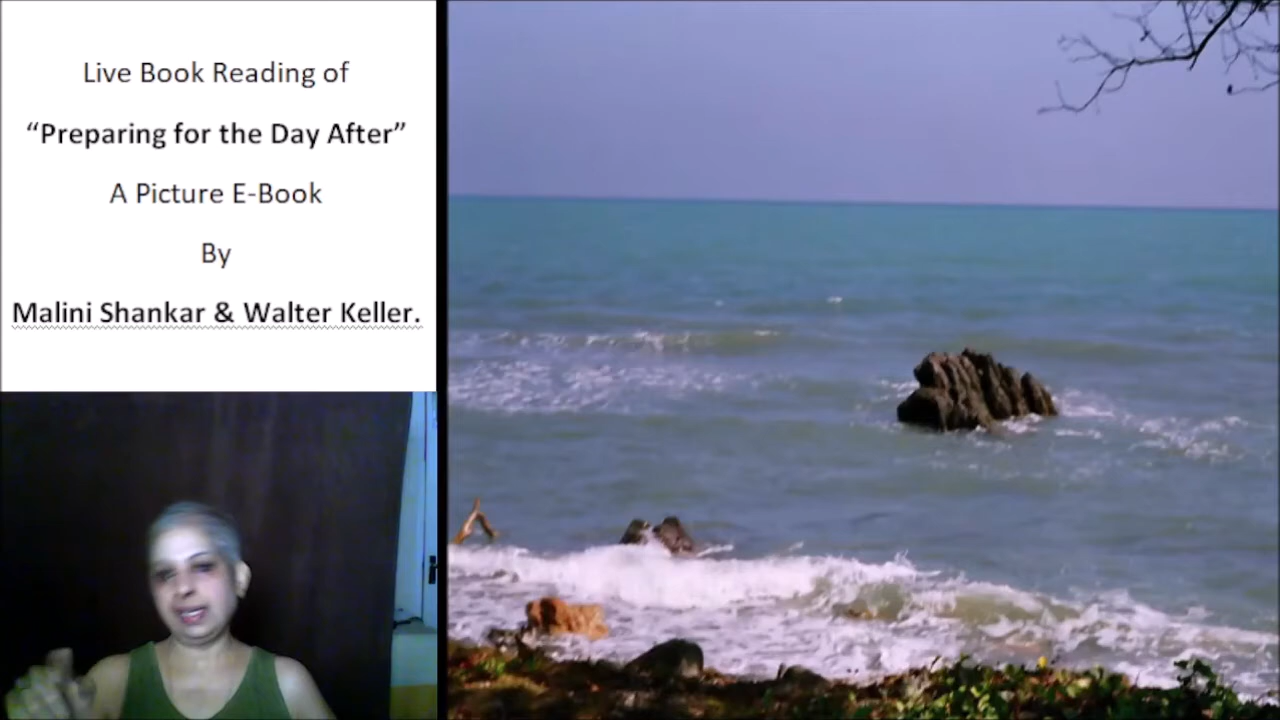 Live Book Reading of
“Preparing for the Day After”
A Picture E-Book
By
Malini Shankar & Walter Keller.